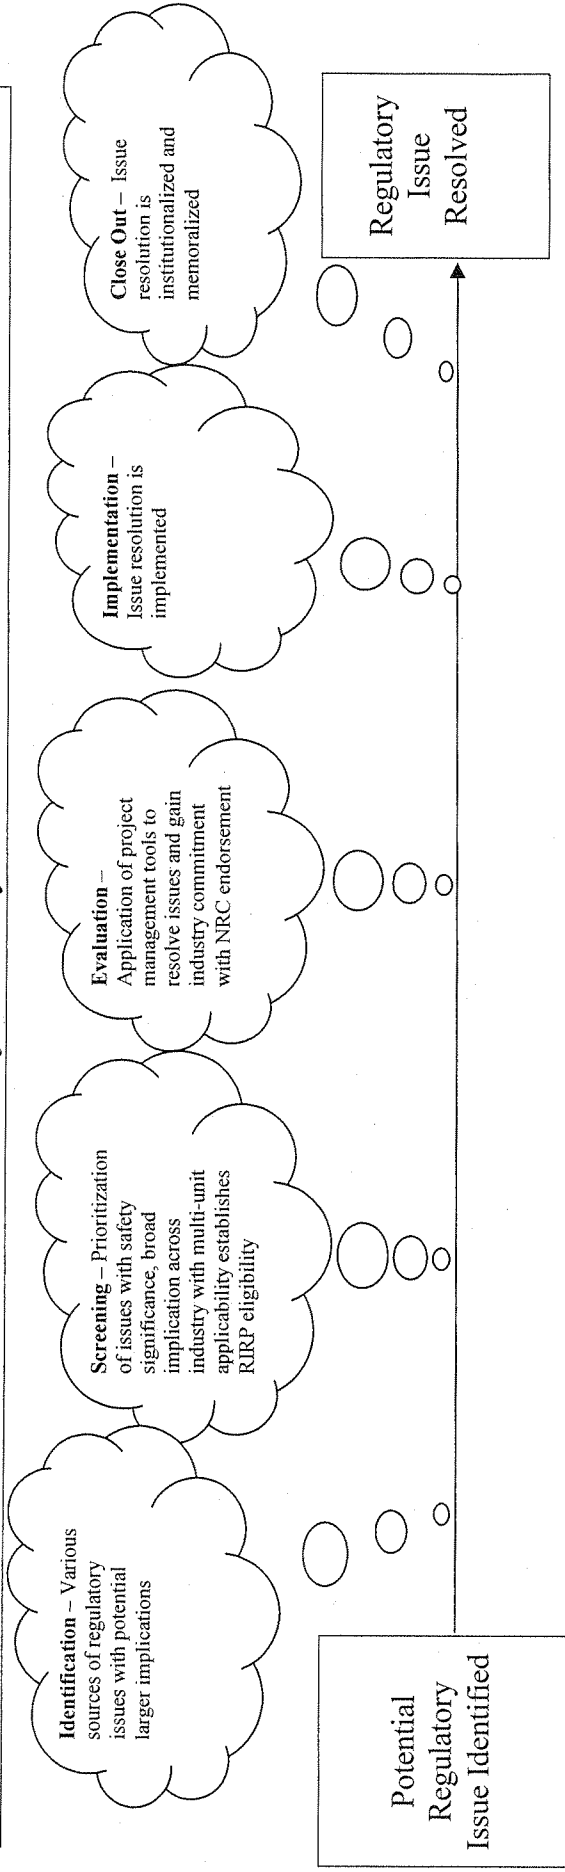 Identification – Various
sources of regulatory
issues with potential
larger implications
Screening – Prioritization
of issues with safety
significance, broad
implication across
industry with multi-unit
applicability establishes
RIRP eligibility
Evaluation –
Application of project
management tools to
resolve issues and gain
industry commitment
with NRC endorsement
Implementation –
Issue resolution is
implemented
Close Out – Issue
resolution is
institutionalized and
memoralized
Potential
Regulatory
Issue Identified
Regulatory
Issue
Resolved